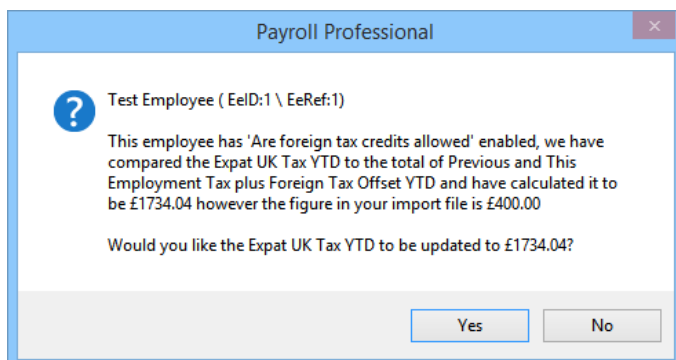 Payroll Professional
Test Employee ( EeID:1 \ EeRef:1)
This employee has 'Are foreign tax credits allowed' enabled, we have
compared the Expat UK Tax YTD to the total of Previous and This
Employment Tax plus Foreign Tax Offset YTD and have calculated it to
be £1734.04 however the figure in your import file is £400.00
Would you like the Expat UK Tax YTD to be updated to £1734.04?
Yes
No